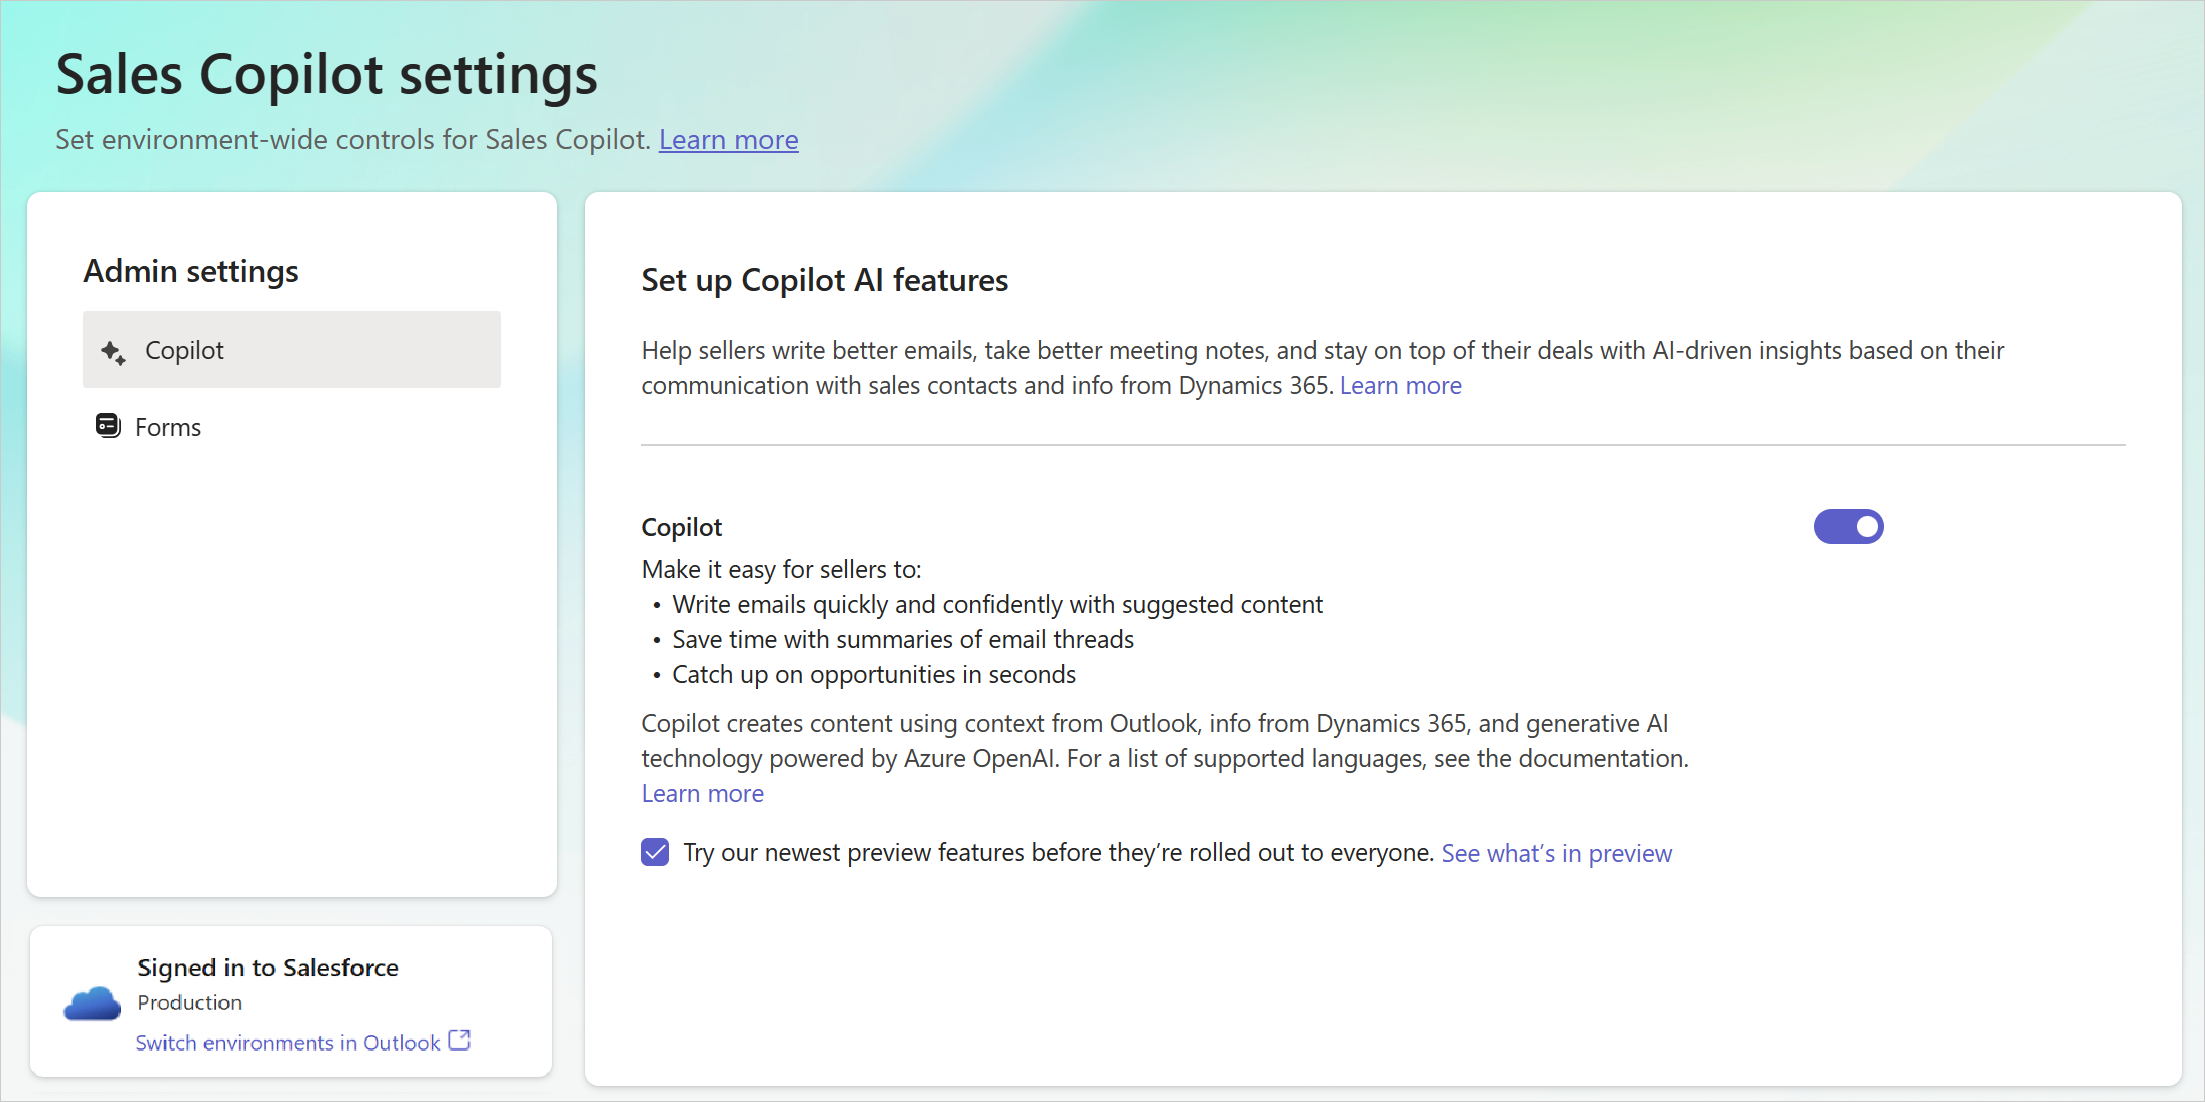 Sales Copilot settings
Set environment-wide controls for Sales Copilot. Learn more
Admin settings
Copilot
Forms
Signed in to Salesforce
Production
Switch environments in Outlook
Set up Copilot AI features
Help sellers write better emails, take better meeting notes, and stay on top of their deals with AI-driven insights based on their
communication with sales contacts and info from Dynamics 365. Learn more
Copilot
Make it easy for sellers to:
• Write emails quickly and confidently with suggested content
• Save time with summaries of email threads
• Catch up on opportunities in seconds
Copilot creates content using context from Outlook, info from Dynamics 365, and generative AI
technology powered by Azure OpenAI. For a list of supported languages, see the documentation.
Learn more
Try our newest preview features before they’re rolled out to everyone. See what’s in preview